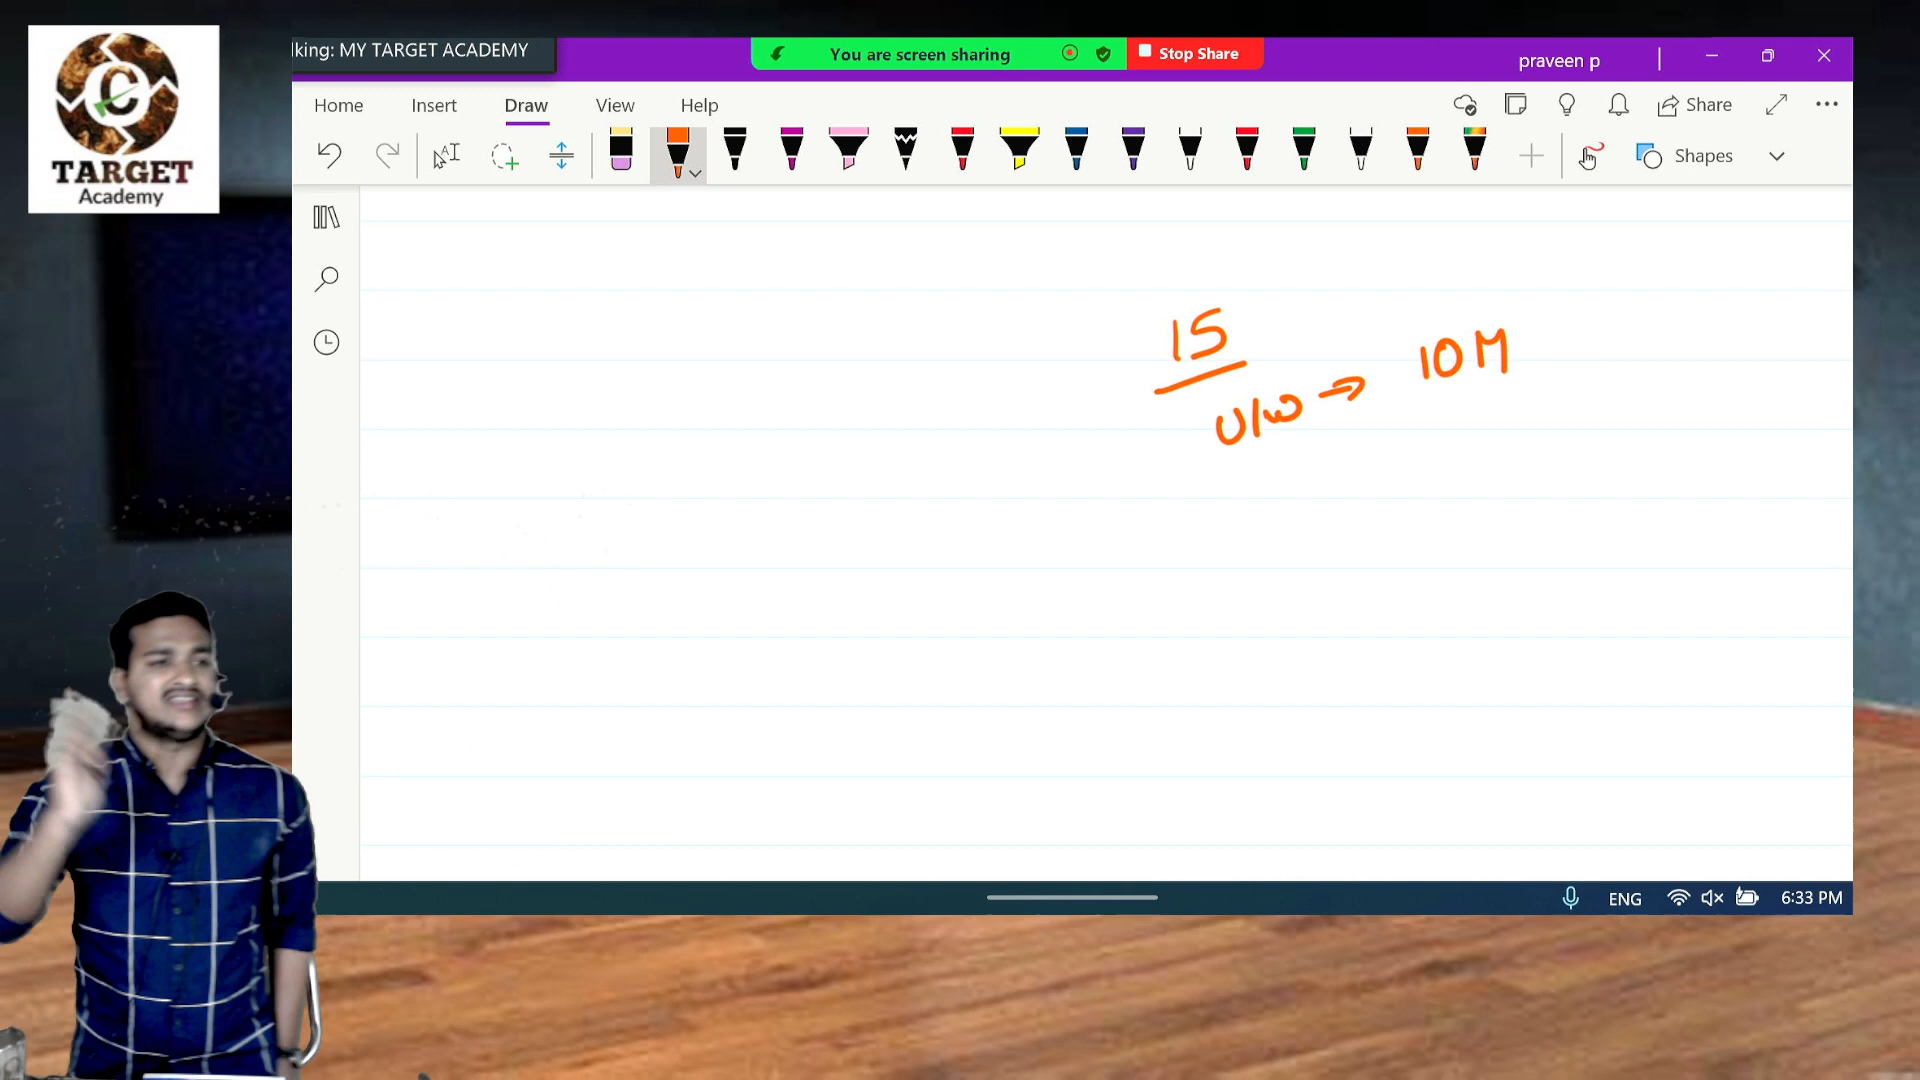 lking: MY TARGET ACADEMY
You are screen sharing
Stop Share
praveen p
Home Insert Draw View Help
Share
Shapes
TARGET
Academy
15
U/w → 10M
ENG
6:33 PM